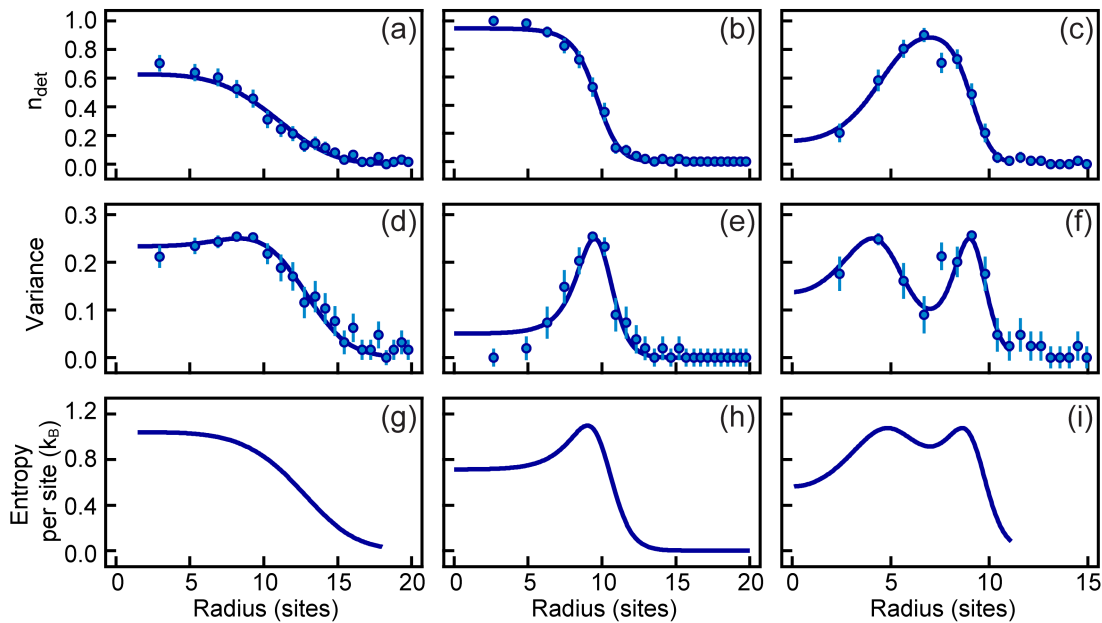 n_det
1.0
0.8
0.6
0.4
0.2
0.0
(a)
(b)
(c)
Variance
0.3
0.2
0.1
0.0
(d)
(e)
(f)
Entropy
per site (k_B)
1.2
0.8
0.4
0.0
(g)
(h)
(i)
0 5 10 15 20
0 5 10 15 20
0 5 10 15
Radius (sites)
Radius (sites)
Radius (sites)